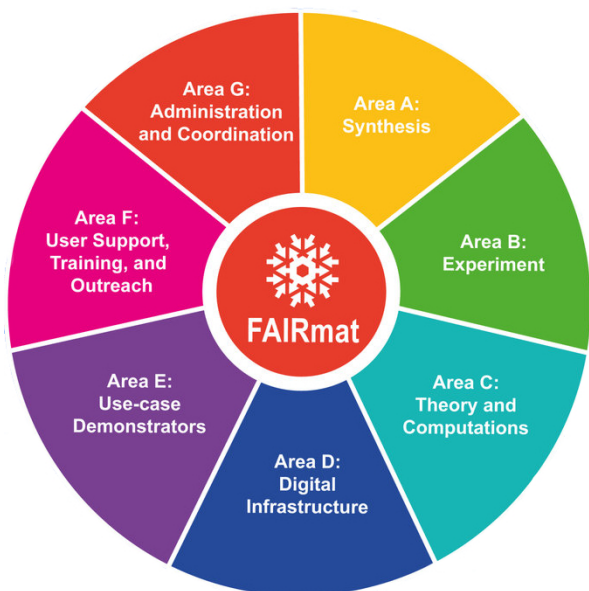 Area G:
Administration
and Coordination
Area A:
Synthesis
Area F:
User Support,
Training, and
Outreach
Area B:
Experiment
FAIRmat
Area E:
Use-case
Demonstrators
Area C:
Theory and
Computations
Area D:
Digital
Infrastructure